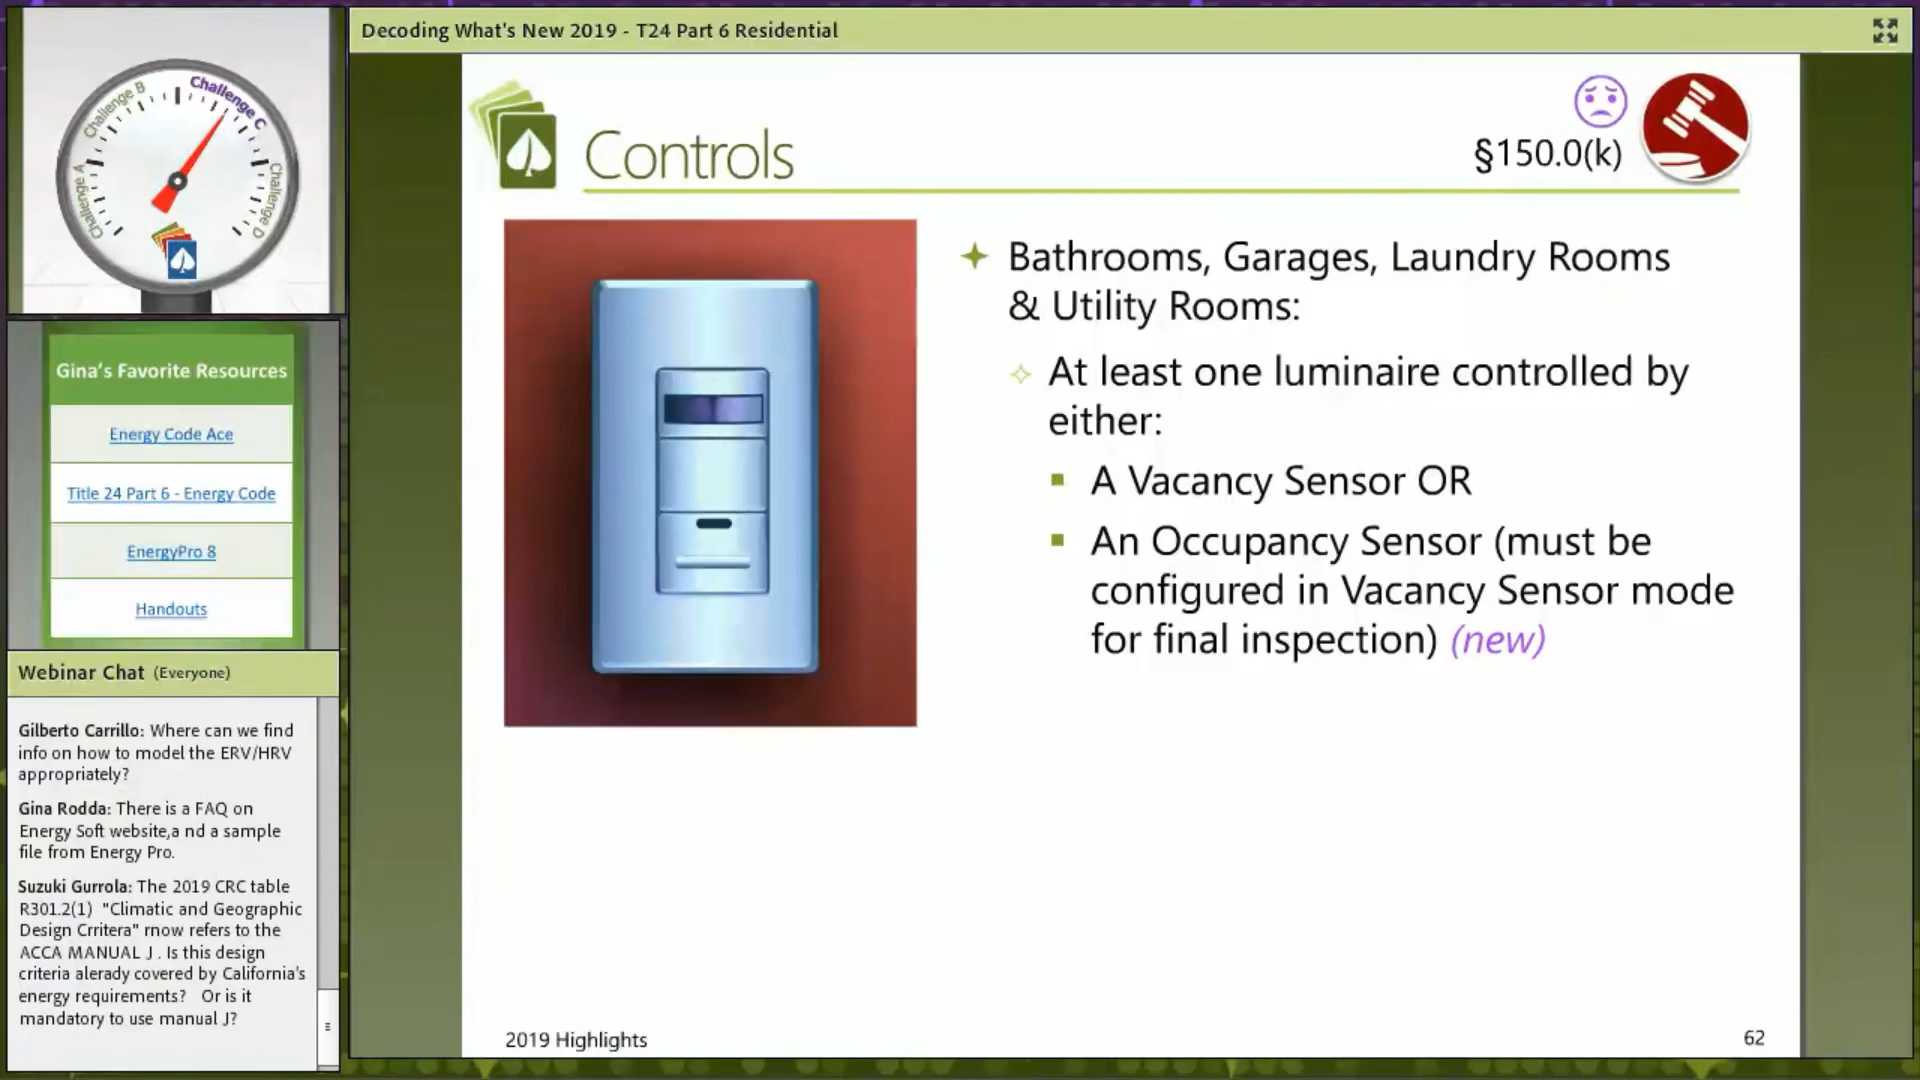 Decoding What's New 2019 - T24 Part 6 Residential
Challenge A
Challenge B
Challenge C
Challenge D
Gina's Favorite Resources
Energy Code Ace
Title 24 Part 6 - Energy Code
EnergyPro 8
Handouts
Webinar Chat (Everyone)
Gilberto Carrillo: Where can we find
info on how to model the ERV/HRV
appropriately?
Gina Rodda: There is a FAQ on
Energy Soft website,a nd a sample
file from Energy Pro.
Suzuki Gurrola: The 2019 CRC table
R301.2(1) "Climatic and Geographic
Design Crritera" rnow refers to the
ACCA MANUAL J . Is this design
criteria alerady covered by California's
energy requirements? Or is it
mandatory to use manual J?
Controls
§150.0(k)
Bathrooms, Garages, Laundry Rooms
& Utility Rooms:
At least one luminaire controlled by
either:
A Vacancy Sensor OR
An Occupancy Sensor (must be
configured in Vacancy Sensor mode
for final inspection) (new)
2019 Highlights
62